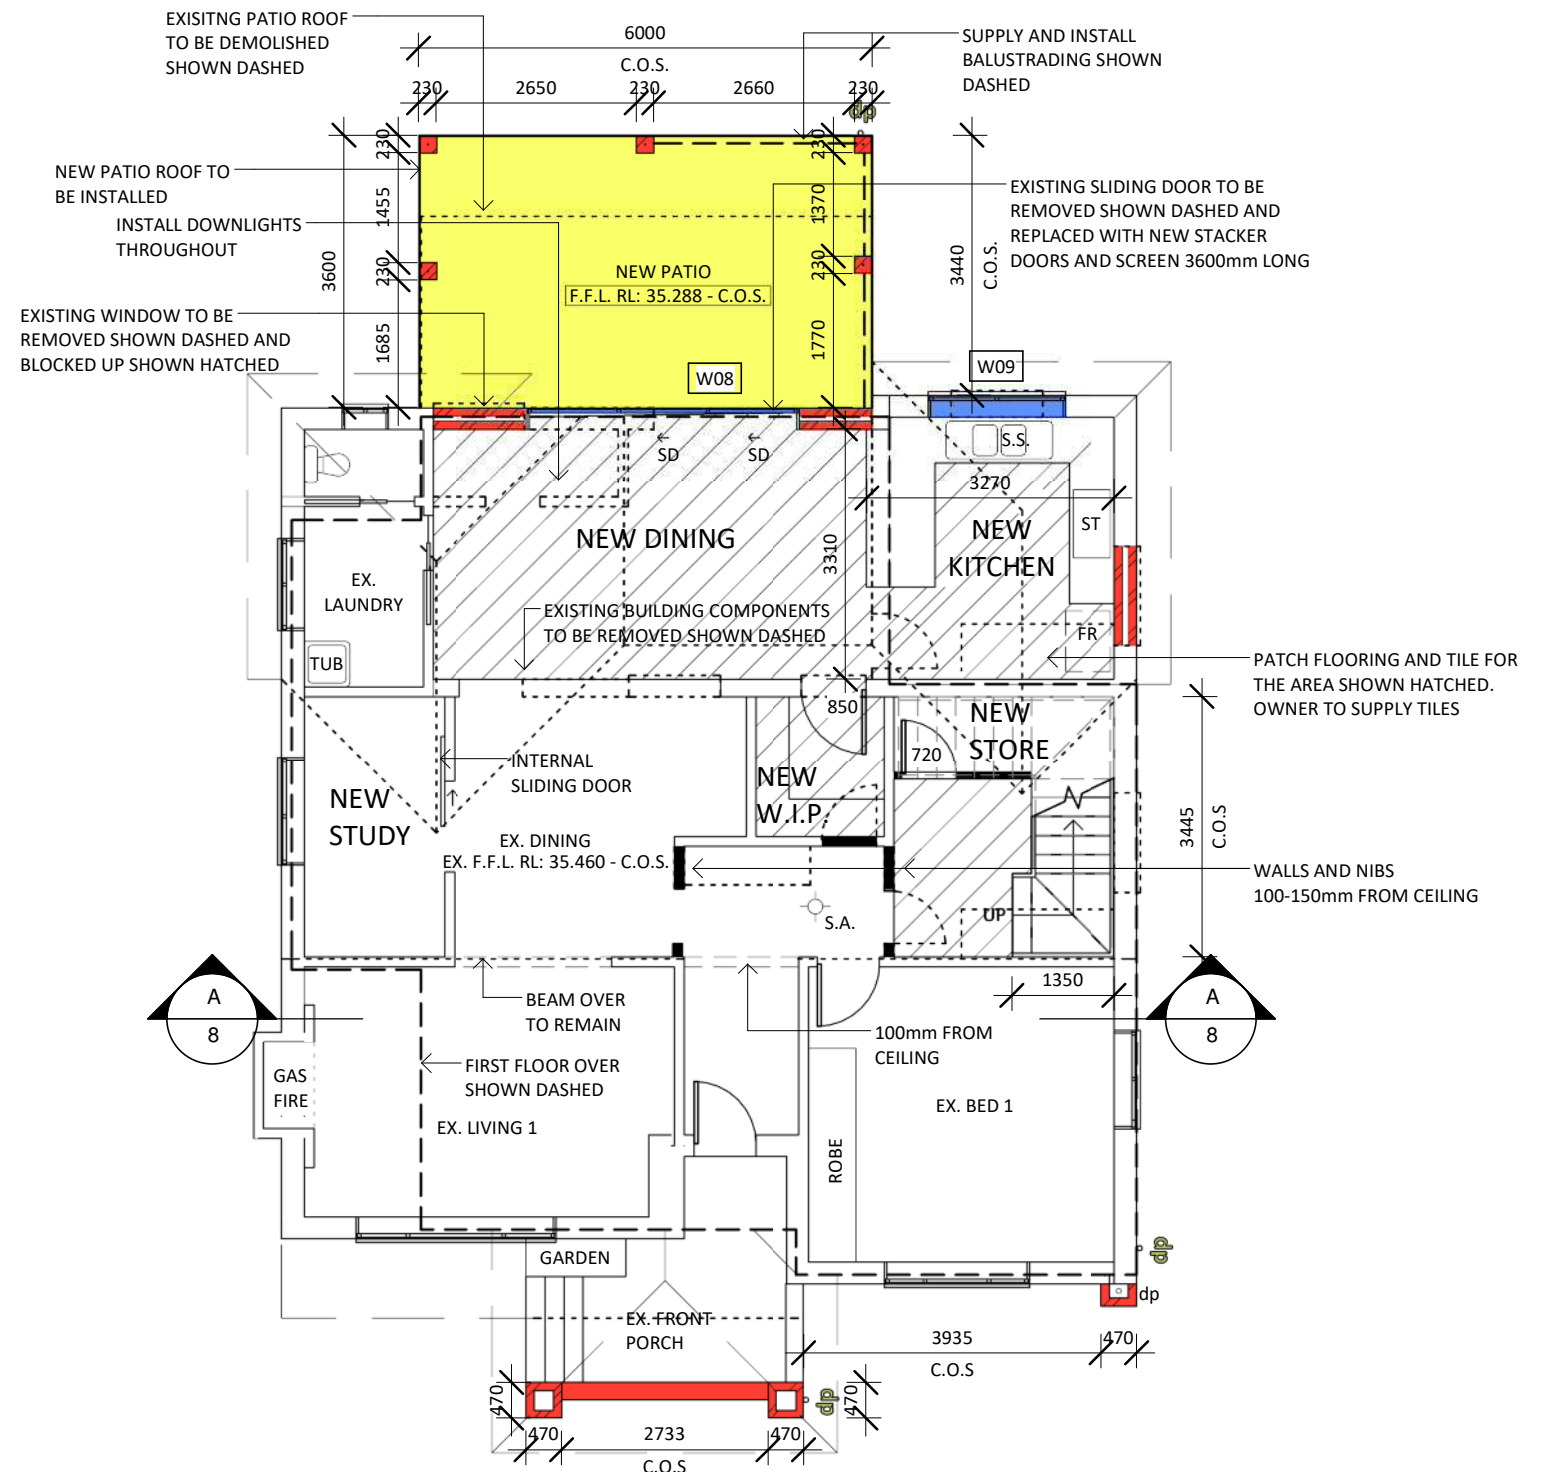 EXISITNG PATIO ROOF
TO BE DEMOLISHED
SHOWN DASHED
6000
C.O.S.
SUPPLY AND INSTALL
BALUSTRADING SHOWN
DASHED
230
2650
230
2660
230
dp
NEW PATIO ROOF TO
BE INSTALLED
INSTALL DOWNLIGHTS
THROUGHOUT
EXISTING WINDOW TO BE
REMOVED SHOWN DASHED AND
BLOCKED UP SHOWN HATCHED
3600
230
1455
230
1685
230
1370
230
1770
NEW PATIO
F.F.L. RL: 35.288 - C.O.S.
3440
C.O.S.
EXISTING SLIDING DOOR TO BE
REMOVED SHOWN DASHED AND
REPLACED WITH NEW STACKER
DOORS AND SCREEN 3600mm LONG
W08
W09
S.S.
SD
SD
3270
ST
NEW DINING
NEW
KITCHEN
3310
EX.
LAUNDRY
TUB
EXISTING BUILDING COMPONENTS
TO BE REMOVED SHOWN DASHED
FR
PATCH FLOORING AND TILE FOR
THE AREA SHOWN HATCHED.
OWNER TO SUPPLY TILES
850
NEW
STORE
720
INTERNAL
SLIDING DOOR
NEW
W.I.P.
NEW
STUDY
EX. DINING
EX. F.F.L. RL: 35.460 - C.O.S.
3445
C.O.S
WALLS AND NIBS
100-150mm FROM CEILING
S.A.
UP
A
8
BEAM OVER
TO REMAIN
1350
A
8
100mm FROM
CEILING
FIRST FLOOR OVER
SHOWN DASHED
GAS
FIRE
EX. LIVING 1
EX. BED 1
ROBE
GARDEN
dp
dp
EX. FRONT
PORCH
3935
470
C.O.S
470
470
dp
470
2733
470
C.O.S